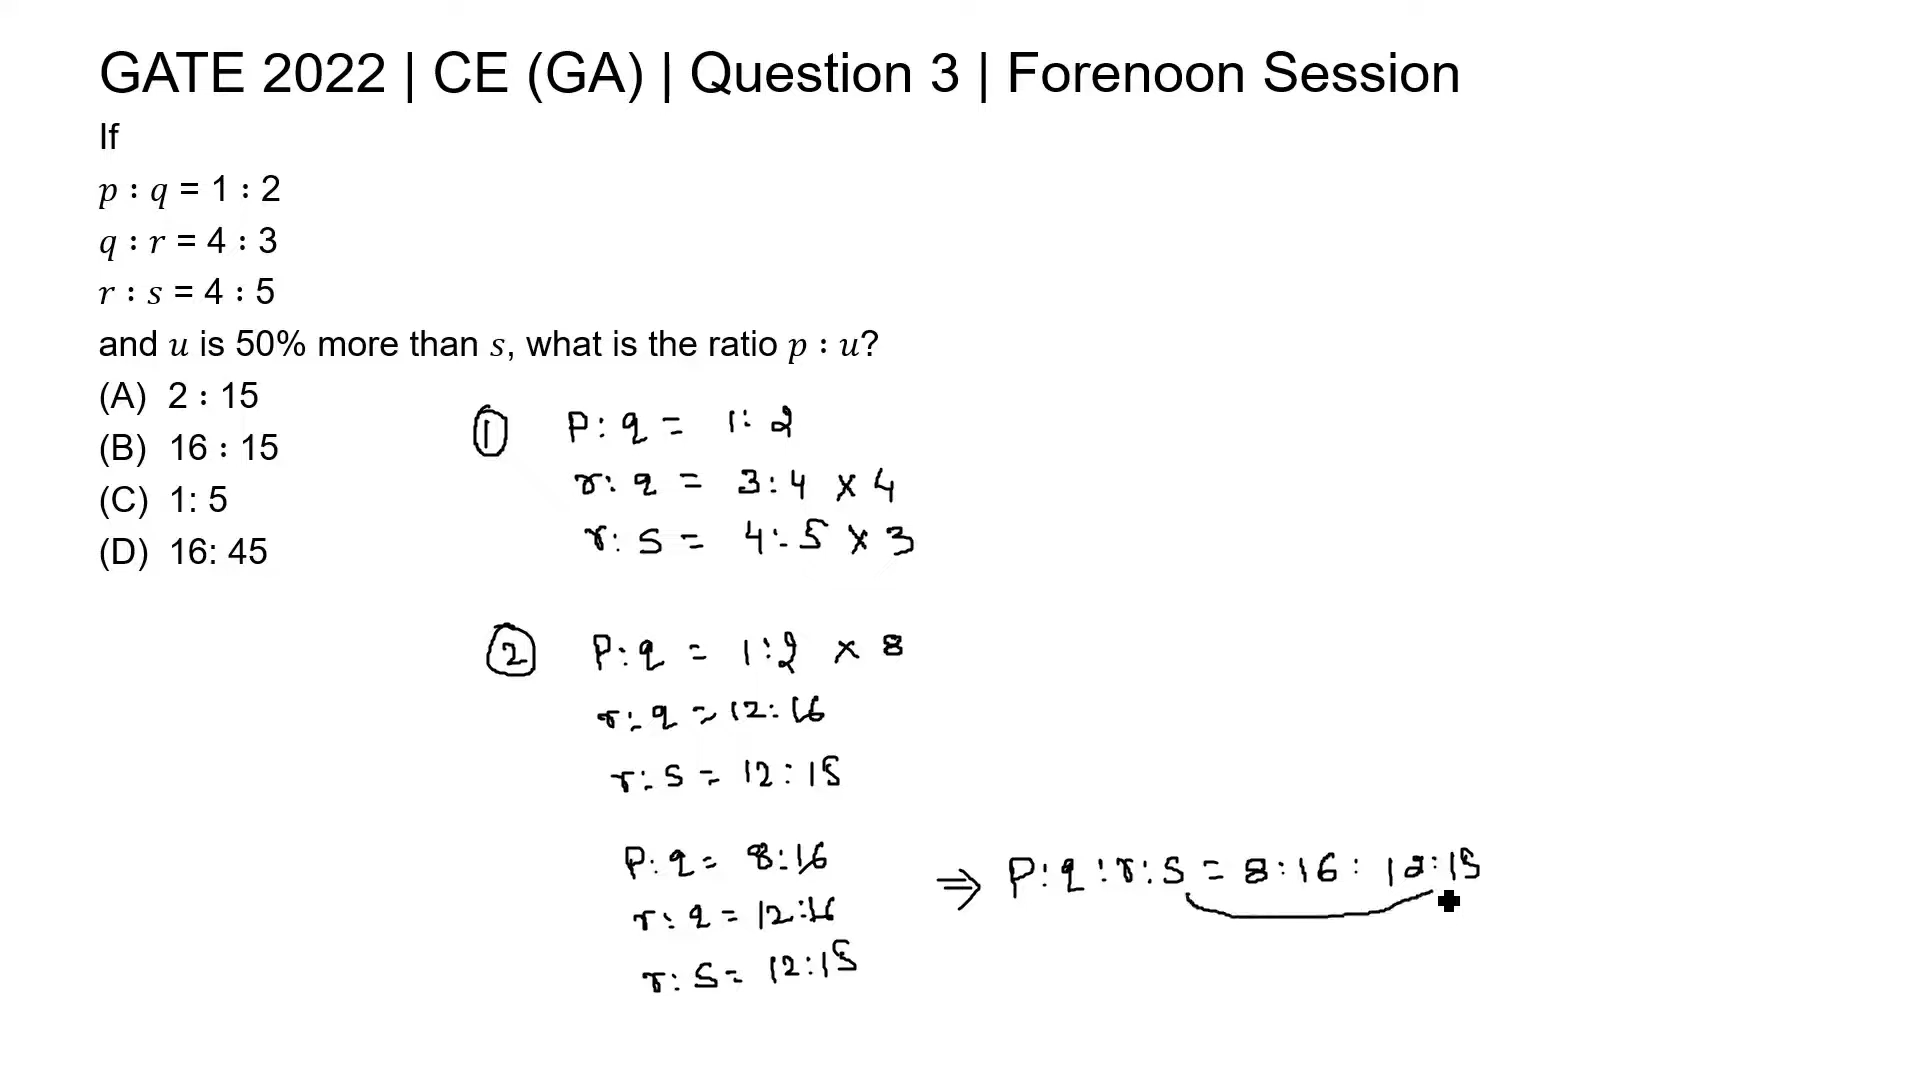 GATE 2022 | CE (GA) | Question 3 | Forenoon Session
If
p : q = 1 : 2
q : r = 4 : 3
r : s = 4 : 5
and u is 50% more than s, what is the ratio p : u?
(A) 2 : 15
(B) 16 : 15
(C) 1: 5
(D) 16: 45
① P: q = 1: 2
r: q = 3:4 × 4
r: s = 4: 5 × 3
② P: q = 1:2 × 8
r: q = 12: 16
r: s = 12: 15
P: q = 8:16
r: q = 12:16
r: s = 12:15
⇒ P: q : r: s = 8:16: 12:15